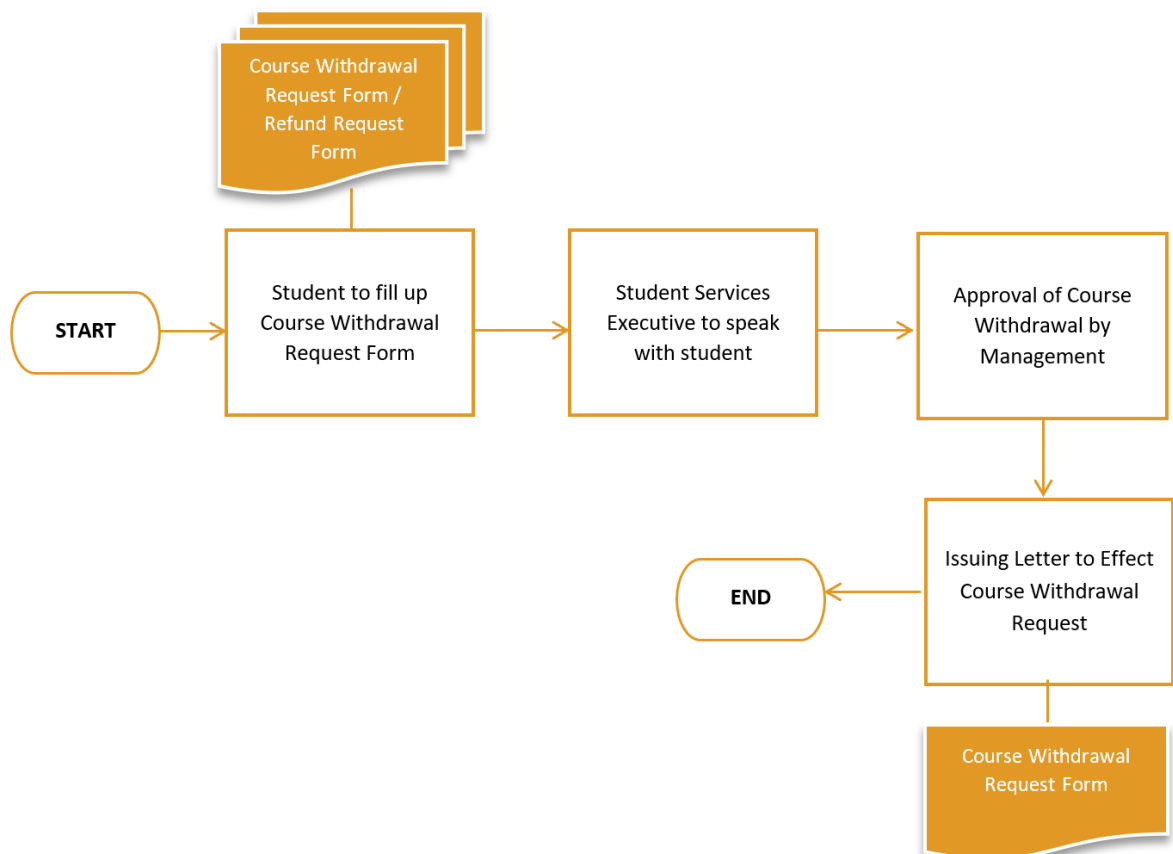 Course Withdrawal
Request Form /
Refund Request
Form
START
Student to fill up
Course Withdrawal
Request Form
Student Services
Executive to speak
with student
Approval of Course
Withdrawal by
Management
Issuing Letter to Effect
Course Withdrawal
Request
END
Course Withdrawal
Request Form